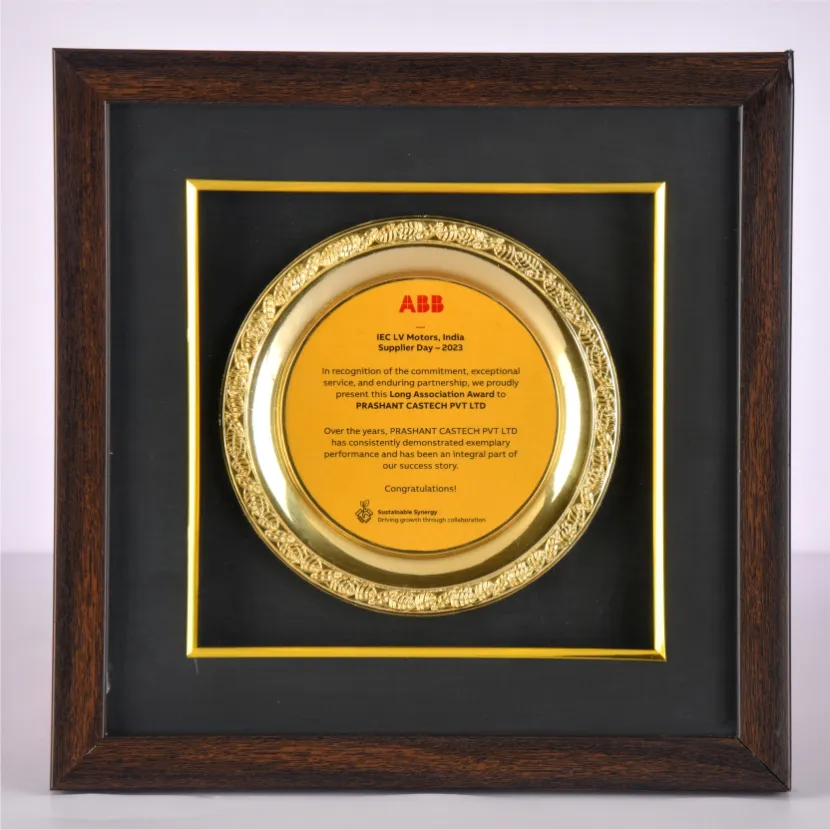 ABB
IEC LV Motors, India
Supplier Day – 2023
In recognition of the commitment, exceptional
service, and enduring partnership, we proudly
present this Long Association Award to
PRASHANT CASTECH PVT LTD
Over the years, PRASHANT CASTECH PVT LTD
has consistently demonstrated exemplary
performance and has been an integral part of
our success story.
Congratulations!
Sustainable Synergy
Driving growth through collaboration